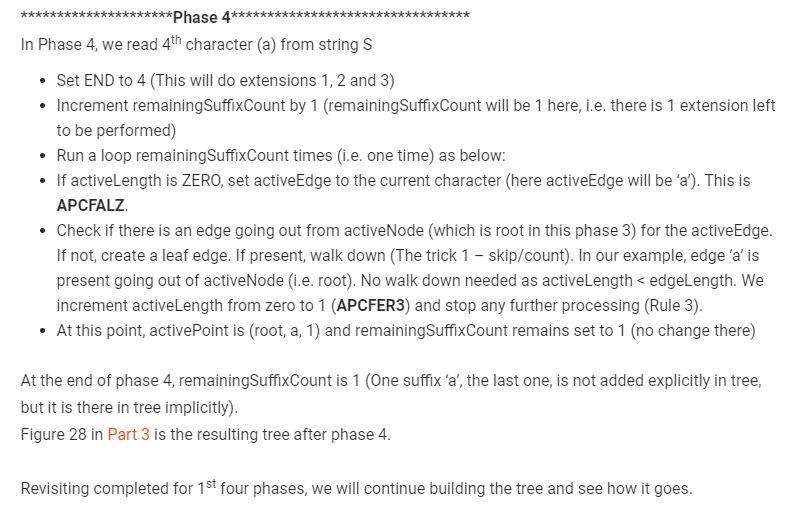 *********************Phase 4*********************************
In Phase 4, we read 4th character (a) from string S
• Set END to 4 (This will do extensions 1, 2 and 3)
• Increment remainingSuffixCount by 1 (remainingSuffixCount will be 1 here, i.e. there is 1 extension left
to be performed)
• Run a loop remainingSuffixCount times (i.e. one time) as below:
• If activeLength is ZERO, set activeEdge to the current character (here activeEdge will be ‘a’). This is
APCFALZ.
• Check if there is an edge going out from activeNode (which is root in this phase 3) for the activeEdge.
If not, create a leaf edge. If present, walk down (The trick 1 – skip/count). In our example, edge ‘a’ is
present going out of activeNode (i.e. root). No walk down needed as activeLength < edgeLength. We
increment activeLength from zero to 1 (APCFER3) and stop any further processing (Rule 3).
• At this point, activePoint is (root, a, 1) and remainingSuffixCount remains set to 1 (no change there)
At the end of phase 4, remainingSuffixCount is 1 (One suffix ‘a’, the last one, is not added explicitly in tree,
but it is there in tree implicitly).
Figure 28 in Part 3 is the resulting tree after phase 4.
Revisiting completed for 1st four phases, we will continue building the tree and see how it goes.